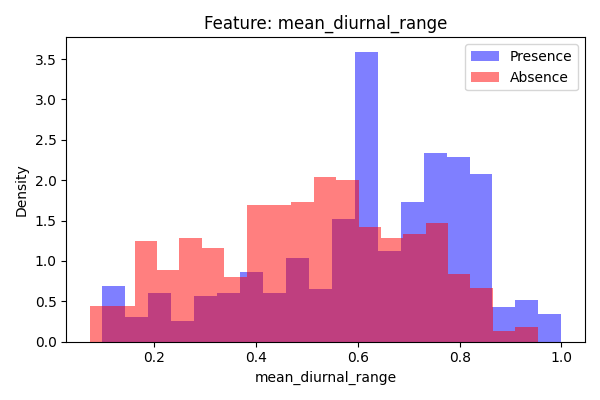 Feature: mean_diurnal_range
Presence
Absence
Density
3.5
3.0
2.5
2.0
1.5
1.0
0.5
0.0
0.2 0.4 0.6 0.8 1.0
mean_diurnal_range